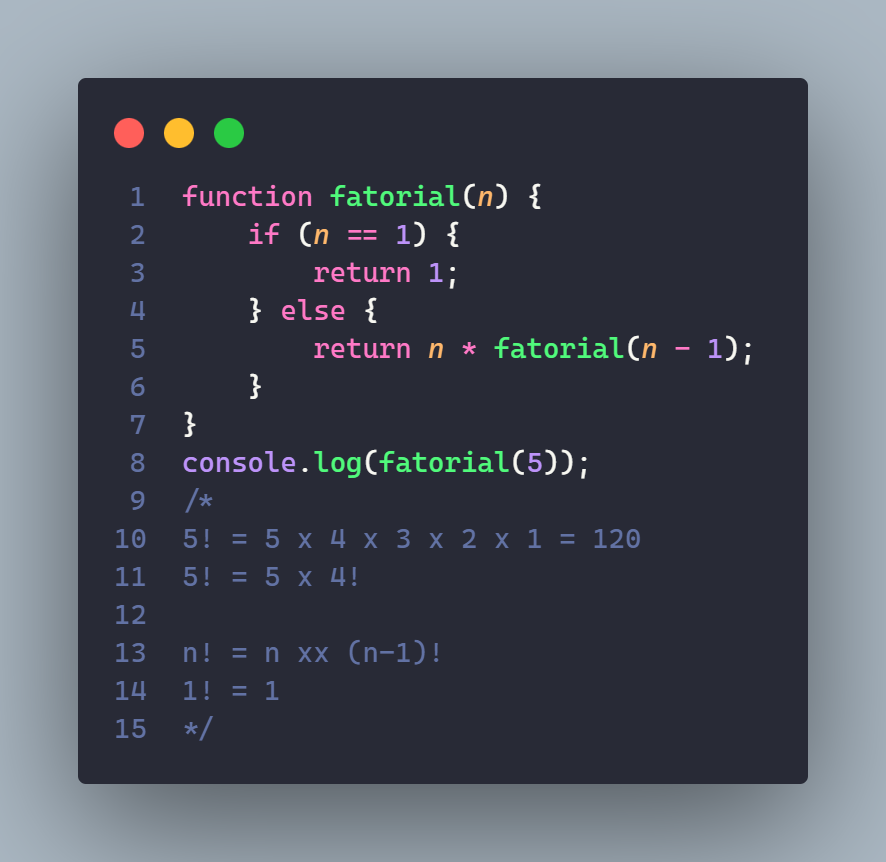 1 function fatorial(n) {
2     if (n == 1) {
3         return 1;
4     } else {
5         return n * fatorial(n - 1);
6     }
7 }
8 console.log(fatorial(5));
9 /*
10 5! = 5 x 4 x 3 x 2 x 1 = 120
11 5! = 5 x 4!
12
13 n! = n xx (n-1)!
14 1! = 1
15 */